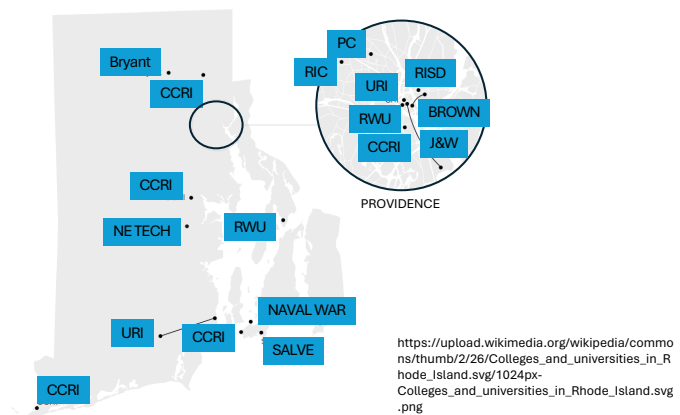 PC
RIC
RISD
URI
BROWN
RWU
J&W
CCRI
PROVIDENCE
Bryant
CCRI
CCRI
NE TECH
RWU
NAVAL WAR
URI
CCRI
SALVE
CCRI
https://upload.wikimedia.org/wikipedia/commo
ns/thumb/2/26/Colleges_and_universities_in_R
hode_Island.svg/1024px-
Colleges_and_universities_in_Rhode_Island.svg
.png